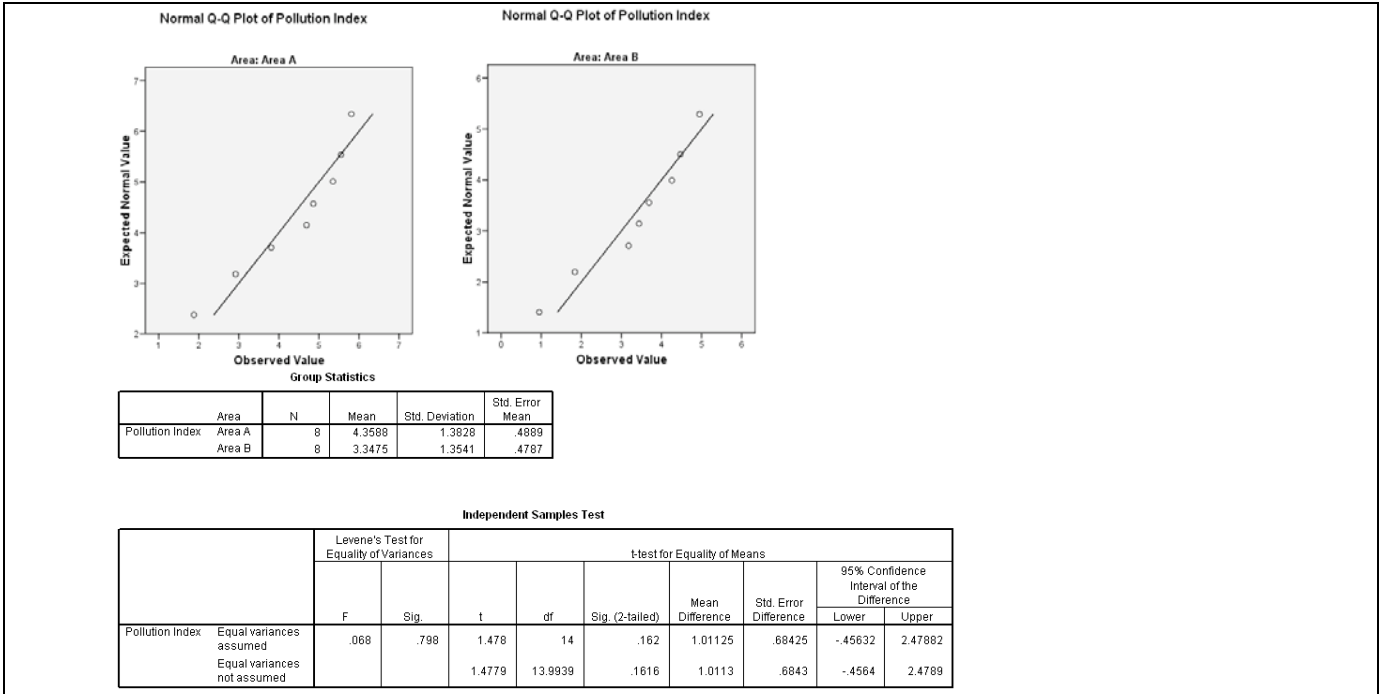 Normal Q-Q Plot of Pollution Index
Area: Area A
Expected Normal Value
7
6
5
4
3
2
1 2 3 4 5 6 7
Observed Value
Normal Q-Q Plot of Pollution Index
Area: Area B
Expected Normal Value
6
5
4
3
2
1
0 1 2 3 4 5 6
Observed Value
Group Statistics
Area N Mean Std. Deviation Std. Error Mean
Pollution Index Area A 8 4.3588 1.3828 .4889
Area B 8 3.3475 1.3541 .4787
Independent Samples Test
Levene's Test for Equality of Variances t-test for Equality of Means
95% Confidence Interval of the Difference
F Sig. t df Sig. (2-tailed) Mean Difference Std. Error Difference Lower Upper
Pollution Index Equal variances assumed .068 .798 1.478 14 .162 1.01125 .68425 -.45632 2.47882
Equal variances not assumed 1.4779 13.9939 .1616 1.0113 .6843 -.4564 2.4789